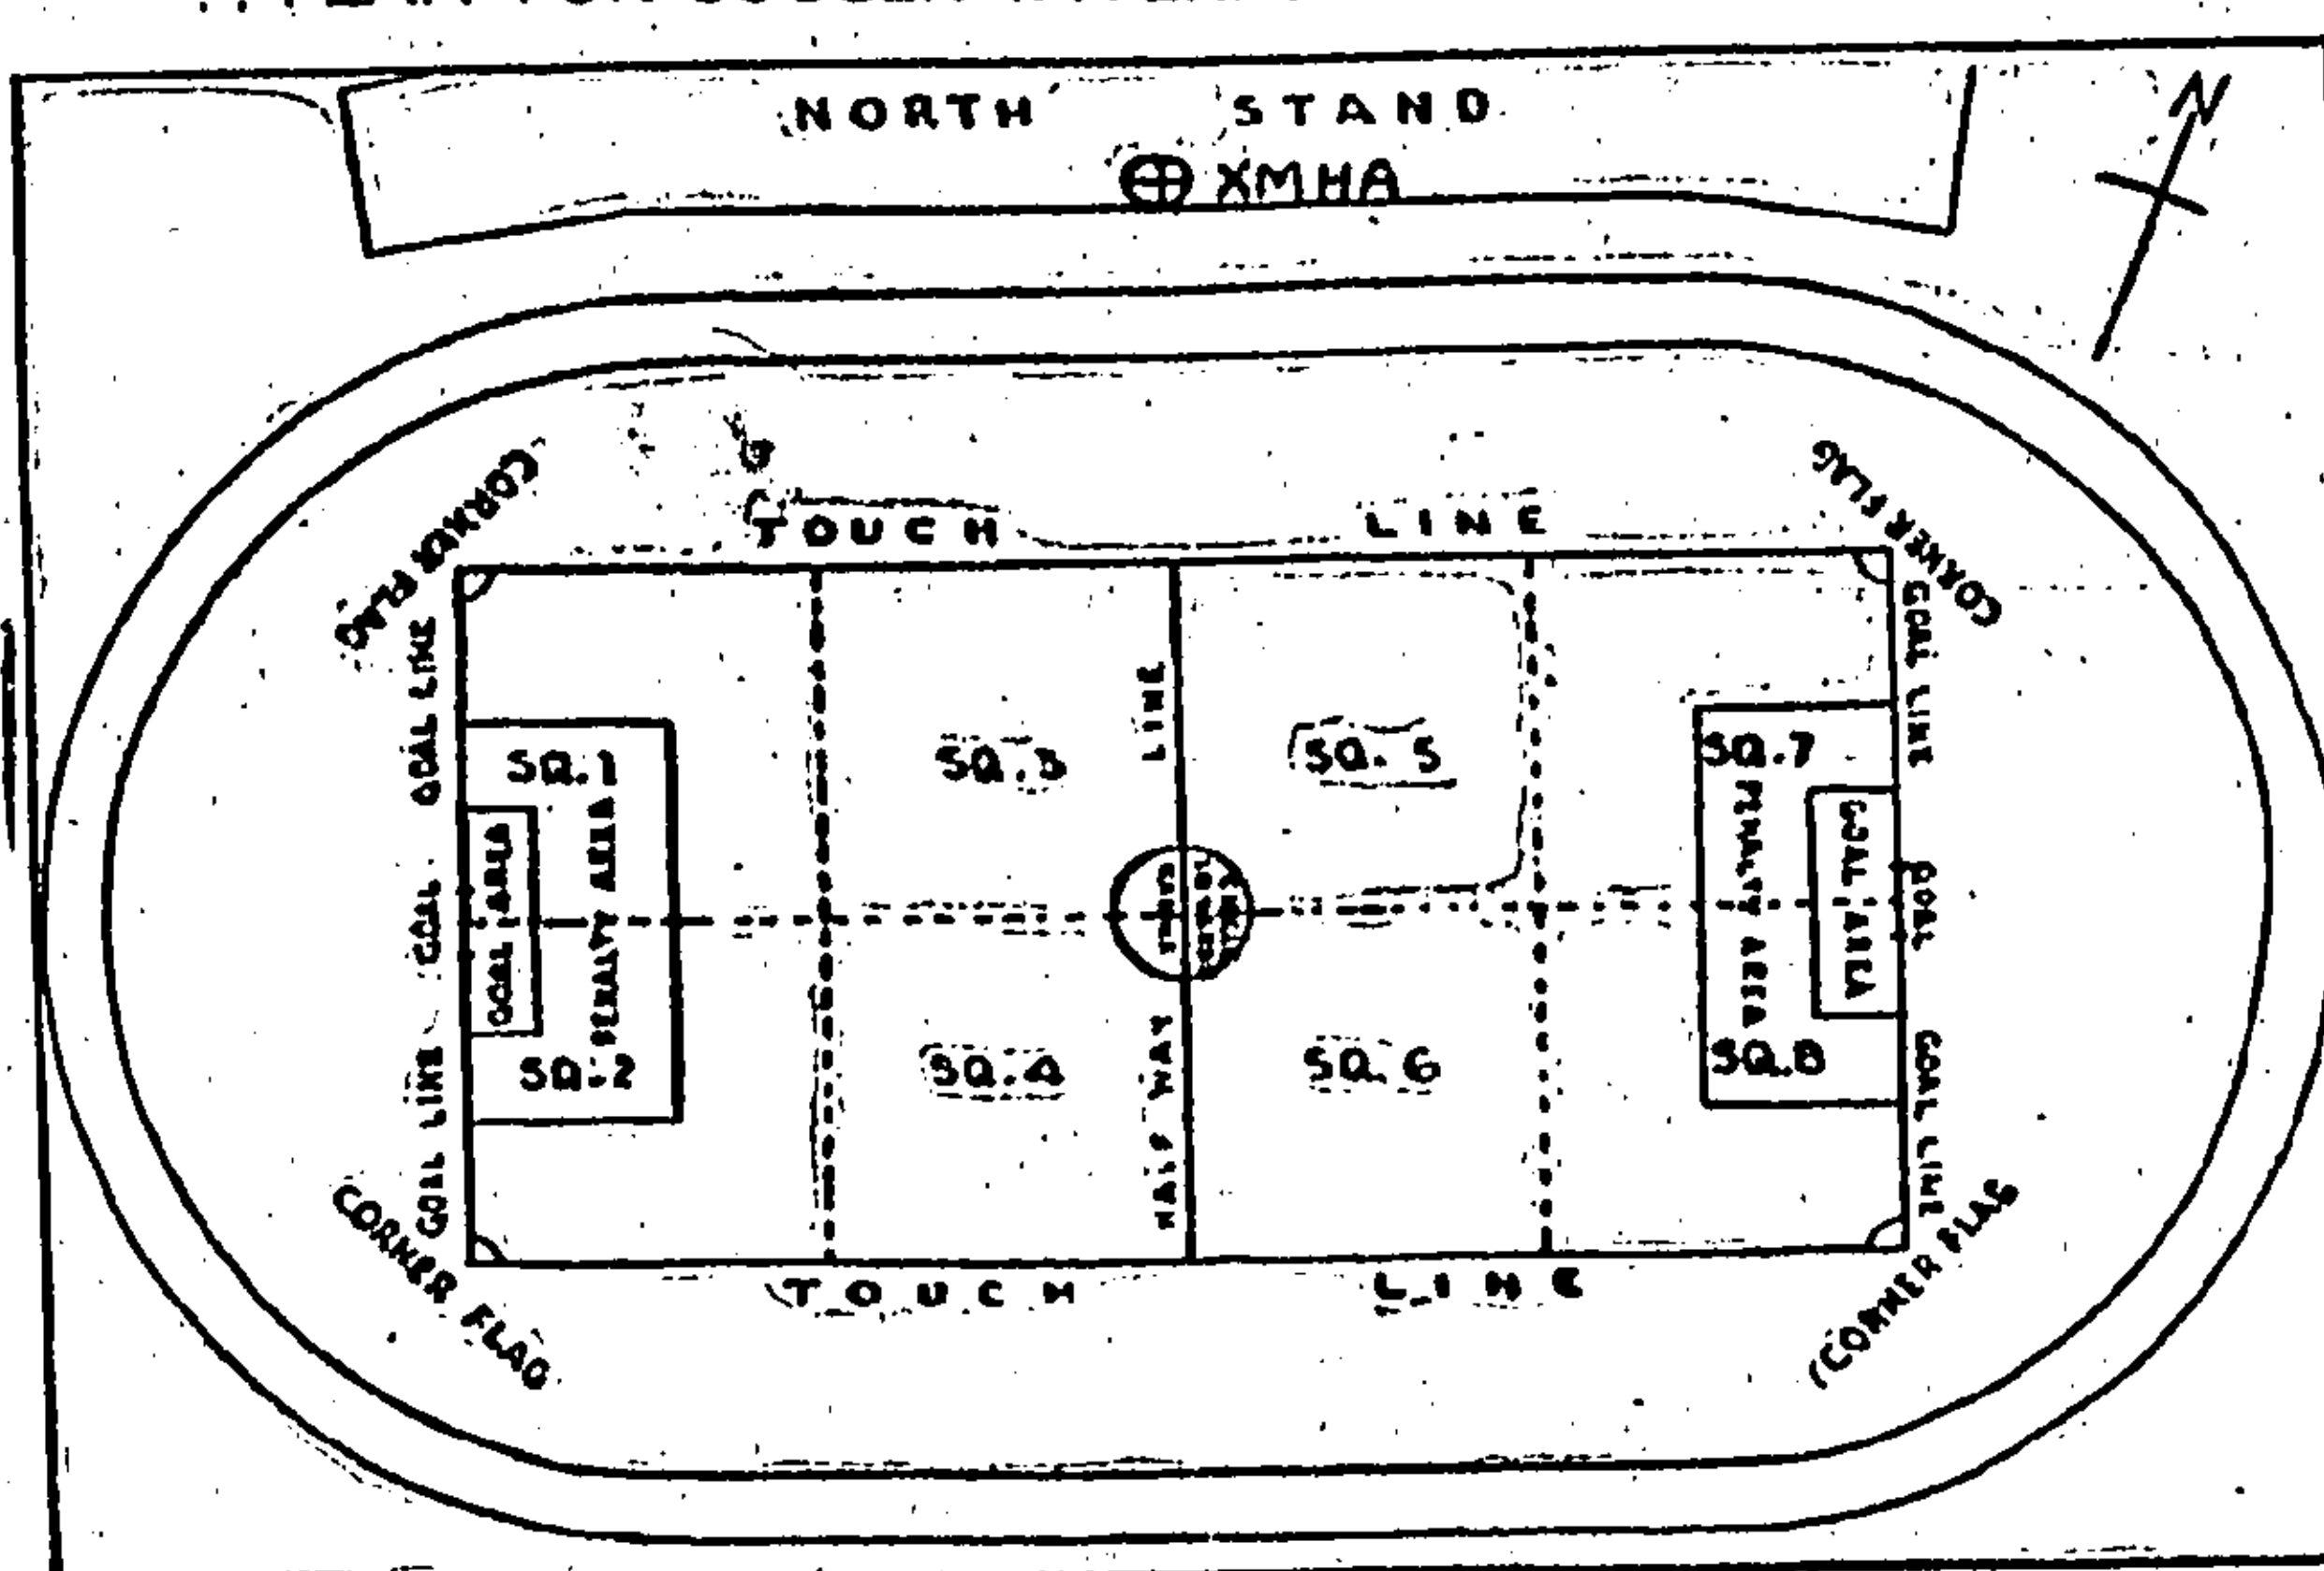 NORTH STAND
XMHA
N
CORNER FLAG
CORNER FLAG
TOUCH LINE
GOAL LINE
GOAL LINE
LINE
SQ.1
SQ.3
SQ.5
SQ.7
GOAL
GOAL AREA
PENALTY AREA
PENALTY AREA
GOAL AREA
GOAL
SQ.2
SQ.4
SQ.6
SQ.8
HALF WAY
GOAL LINE
GOAL LINE
TOUCH LINE
CORNER FLAG
CORNER FLAG